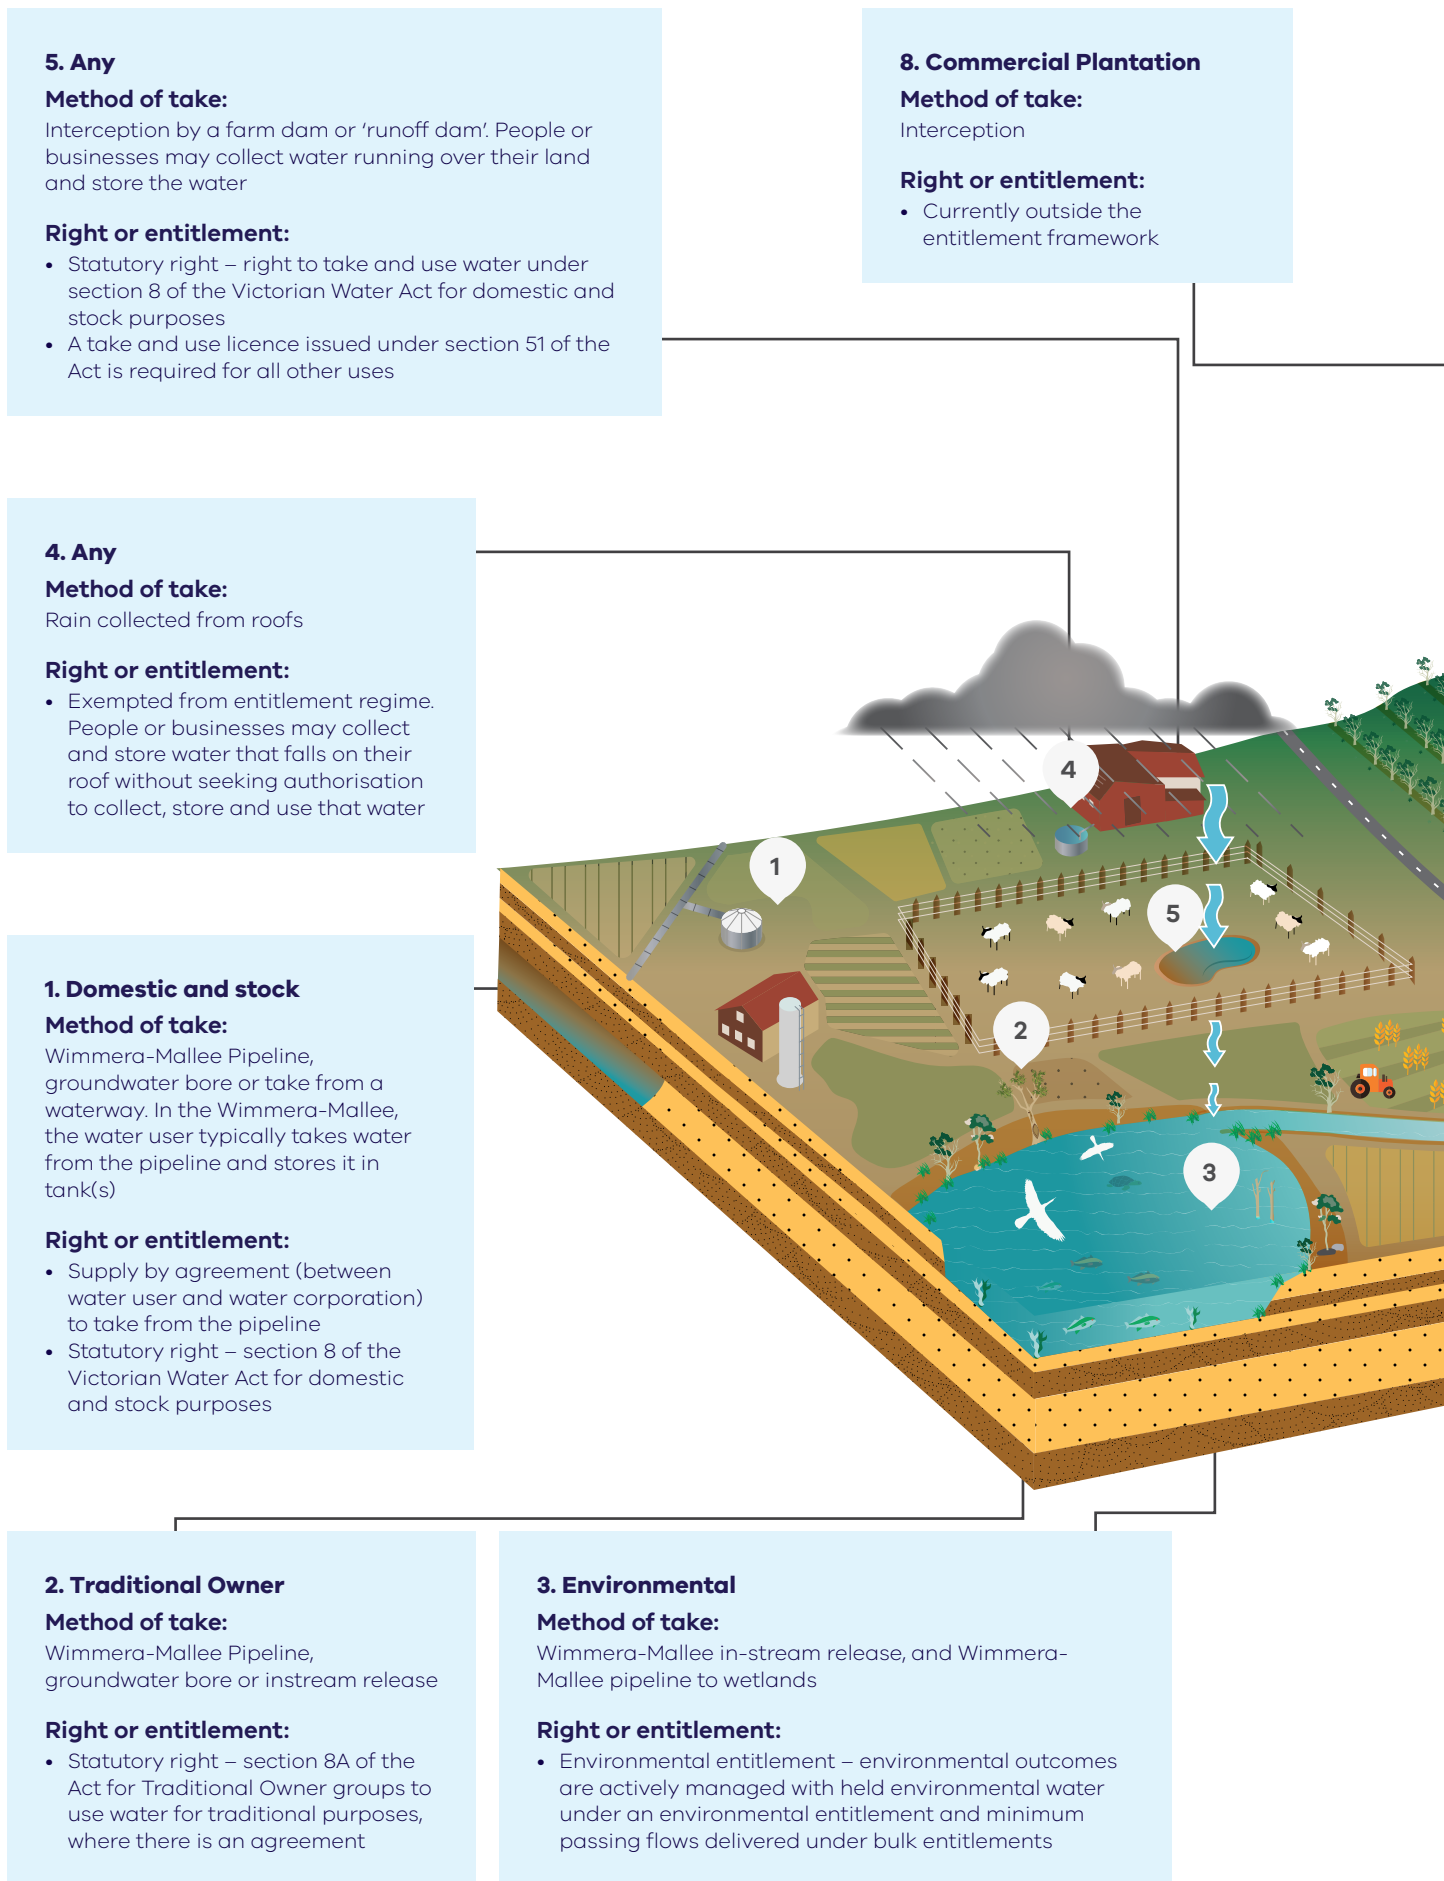 5. Any
Method of take:
Interception by a farm dam or ‘runoff dam’. People or
businesses may collect water running over their land
and store the water
Right or entitlement:
• Statutory right – right to take and use water under
section 8 of the Victorian Water Act for domestic and
stock purposes
• A take and use licence issued under section 51 of the
Act is required for all other uses
8. Commercial Plantation
Method of take:
Interception
Right or entitlement:
• Currently outside the
entitlement framework
4. Any
Method of take:
Rain collected from roofs
Right or entitlement:
• Exempted from entitlement regime.
People or businesses may collect
and store water that falls on their
roof without seeking authorisation
to collect, store and use that water
4
1
5
2
3
1. Domestic and stock
Method of take:
Wimmera-Mallee Pipeline,
groundwater bore or take from a
waterway. In the Wimmera-Mallee,
the water user typically takes water
from the pipeline and stores it in
tank(s)
Right or entitlement:
• Supply by agreement (between
water user and water corporation)
to take from the pipeline
• Statutory right – section 8 of the
Victorian Water Act for domestic
and stock purposes
2. Traditional Owner
Method of take:
Wimmera-Mallee Pipeline,
groundwater bore or instream release
Right or entitlement:
• Statutory right – section 8A of the
Act for Traditional Owner groups to
use water for traditional purposes,
where there is an agreement
3. Environmental
Method of take:
Wimmera-Mallee in-stream release, and Wimmera-
Mallee pipeline to wetlands
Right or entitlement:
• Environmental entitlement – environmental outcomes
are actively managed with held environmental water
under an environmental entitlement and minimum
passing flows delivered under bulk entitlements